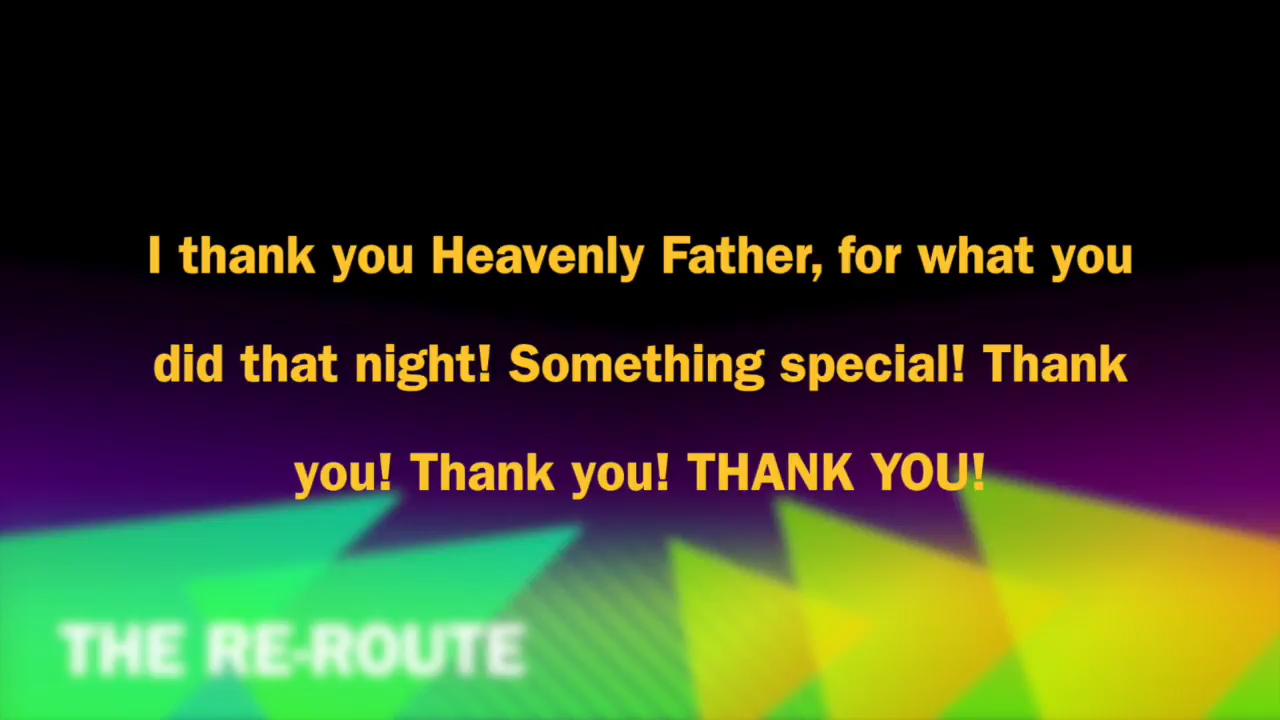 I thank you Heavenly Father, for what you
did that night! Something special! Thank
you! Thank you! THANK YOU!
THE RE-ROUTE